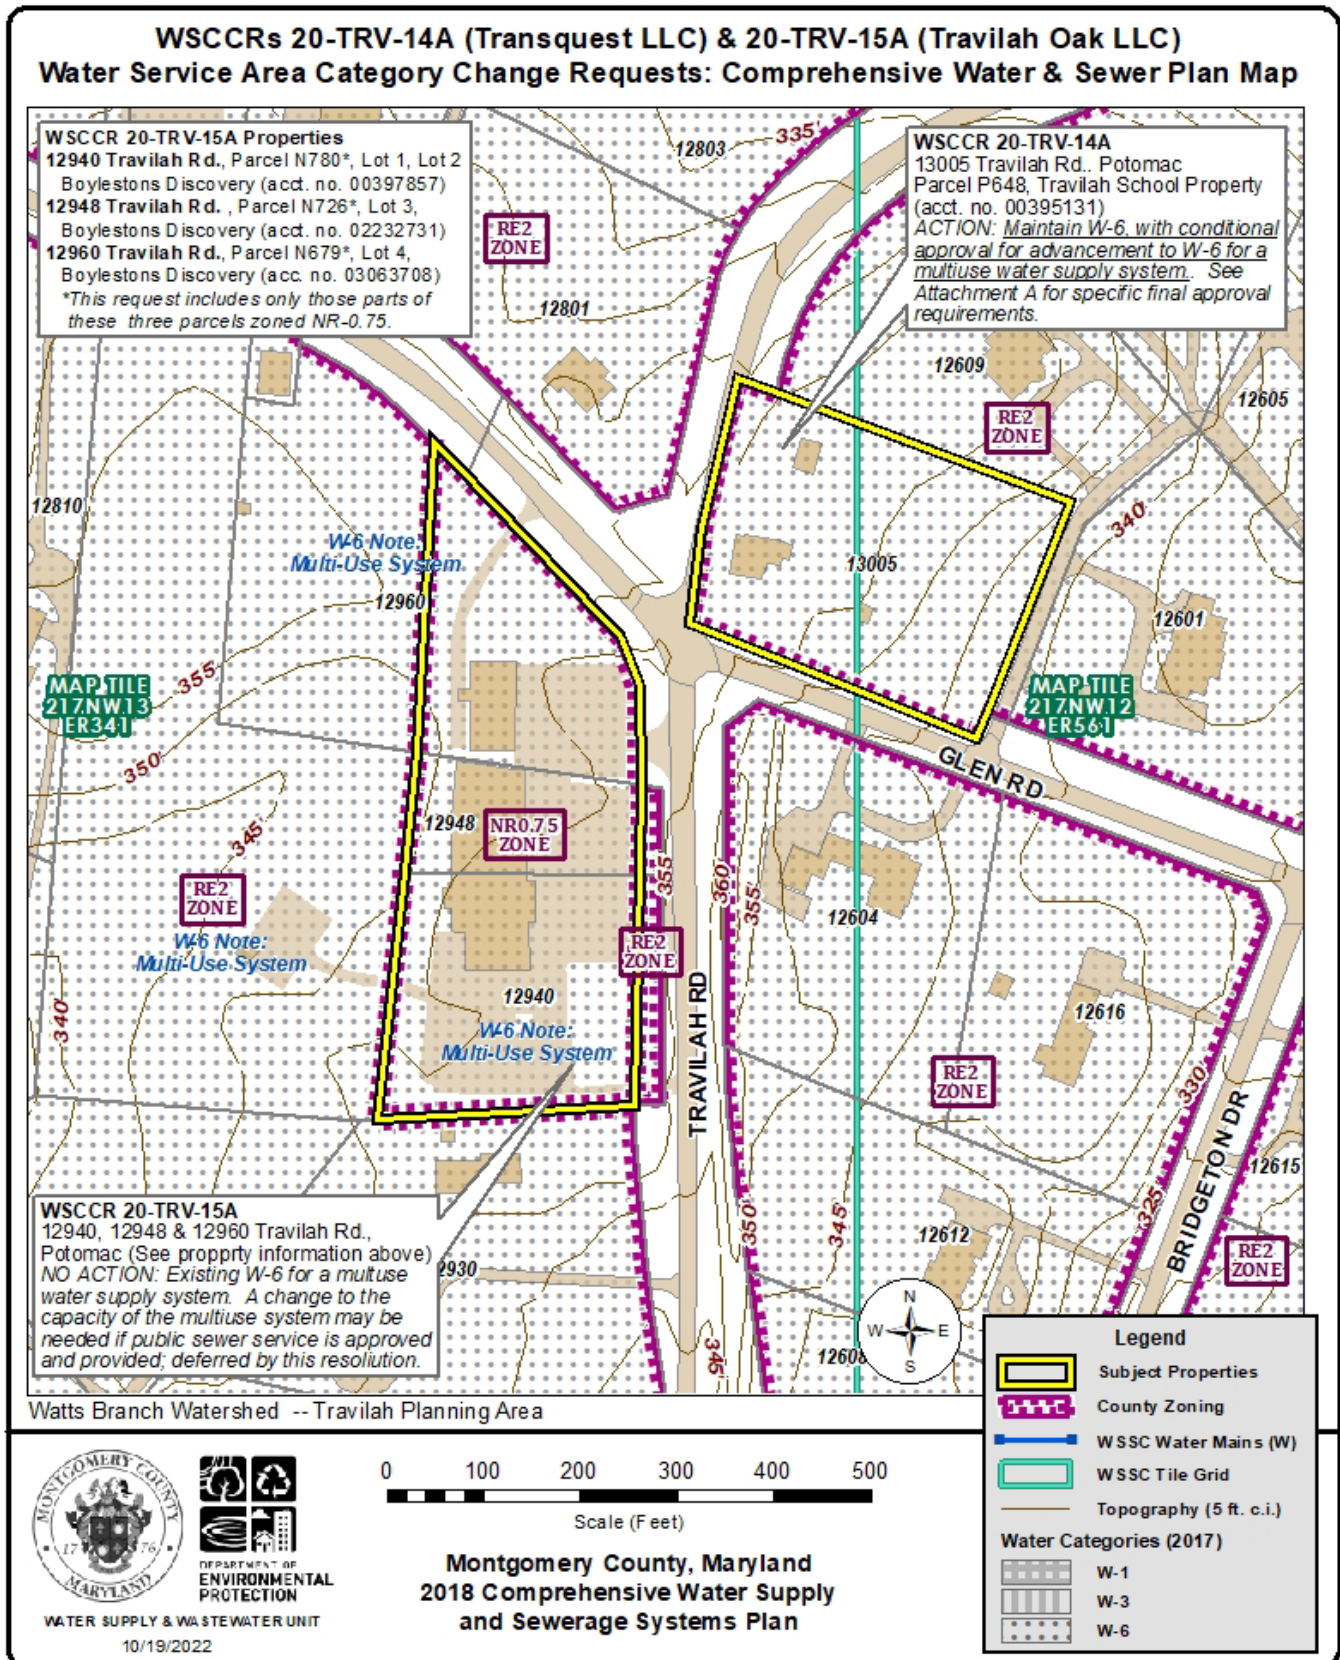 WSCCRs 20-TRV-14A (Transquest LLC) & 20-TRV-15A (Travilah Oak LLC)
Water Service Area Category Change Requests: Comprehensive Water & Sewer Plan Map
WSCCR 20-TRV-15A Properties
12940 Travilah Rd., Parcel N780*, Lot 1, Lot 2
Boylestons Discovery (acct. no. 00397857)
12948 Travilah Rd. , Parcel N726*, Lot 3,
Boylestons Discovery (acct. no. 02232731)
12960 Travilah Rd., Parcel N679*, Lot 4,
Boylestons Discovery (acc. no. 03063708)
*This request includes only those parts of
these three parcels zoned NR-0.75.
WSCCR 20-TRV-14A
13005 Travilah Rd.. Potomac
Parcel P648, Travilah School Property
(acct. no. 00395131)
ACTION: Maintain W-6, with conditional
approval for advancement to W-6 for a
multiuse water supply system.. See
Attachment A for specific final approval
requirements.
12803
335'
RE2
ZONE
12801
12609
12605
RE2
ZONE
12810
340'
W-6 Note:
Multi-Use System
13005
12960
12601
355'
MAP TILE
217.NW.13
ER341
MAP TILE
217.NW.12
ER561
350'
GLEN RD
12948
NR0.75
ZONE
345'
355'
360'
355'
RE2
ZONE
12604
W-6 Note:
Multi-Use System
RE2
ZONE
12940
TRAVILAH RD
340'
12616
W-6 Note:
Multi-Use System
RE2
ZONE
330'
BRIDGETON DR
12615
325'
350'
345'
12612
RE2
ZONE
WSCCR 20-TRV-15A
12940, 12948 & 12960 Travilah Rd.,
Potomac (See propprty information above)
NO ACTION: Existing W-6 for a multuse
water supply system. A change to the
capacity of the multiuse system may be
needed if public sewer service is approved
and provided; deferred by this resolltion.
2930
345'
12608
N
W
E
S
Watts Branch Watershed -- Travilah Planning Area
Legend
Subject Properties
County Zoning
WSSC Water Mains (W)
WSSC Tile Grid
Topography (5 ft. c.i.)
Water Categories (2017)
W-1
W-3
W-6
MONTGOMERY COUNTY
17 76
MARYLAND
DEPARTMENT OF
ENVIRONMENTAL
PROTECTION
WATER SUPPLY & WASTEWATER UNIT
10/19/2022
0 100 200 300 400 500
Scale (Feet)
Montgomery County, Maryland
2018 Comprehensive Water Supply
and Sewerage Systems Plan